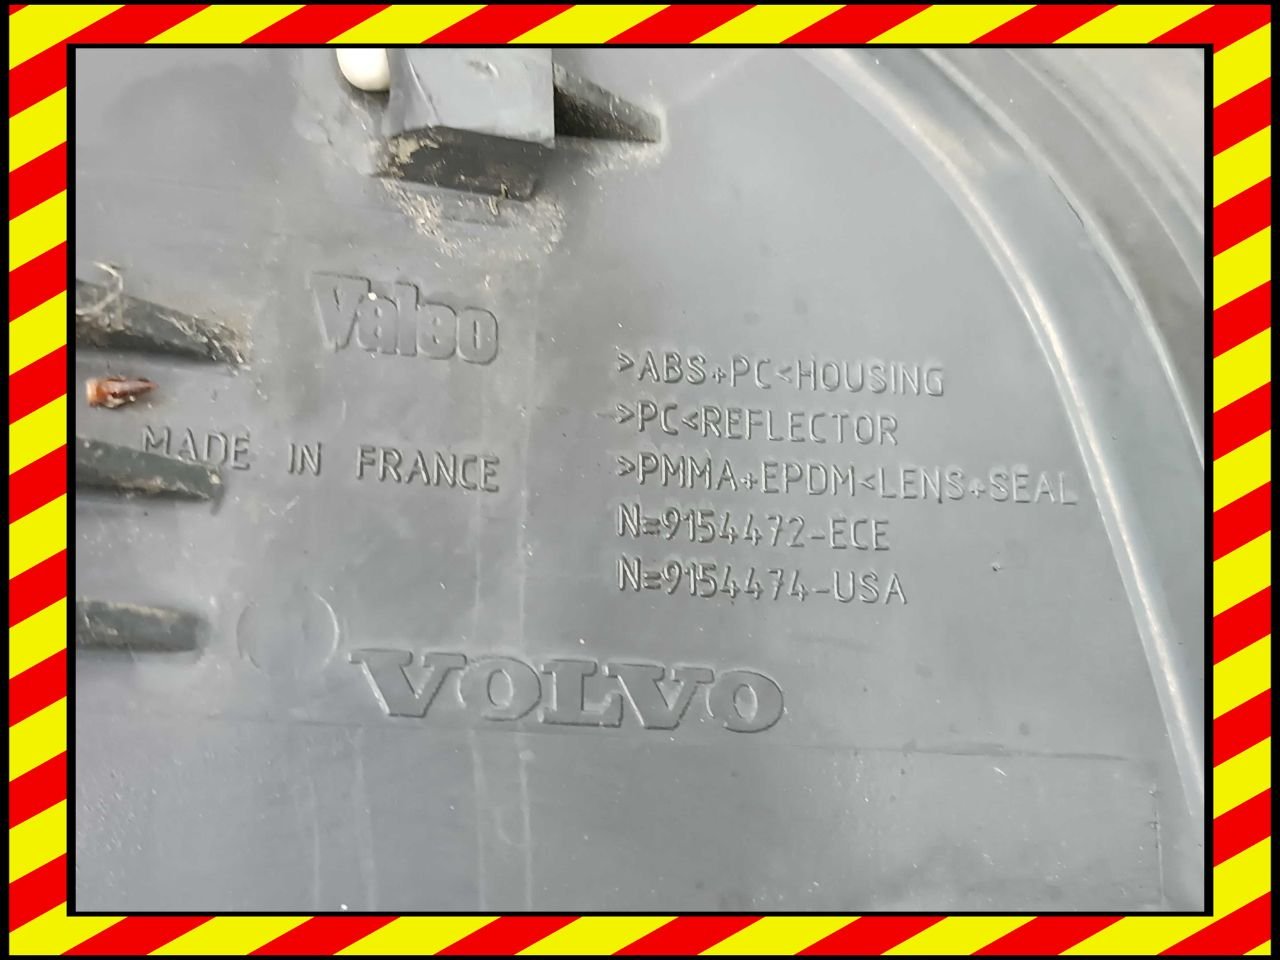 Valeo
MADE IN FRANCE
>ABS+PC<HOUSING
>PC<REFLECTOR
>PMMA+EPDM<LENS+SEAL
N=9154472-ECE
N=9154474-USA
VOLVO